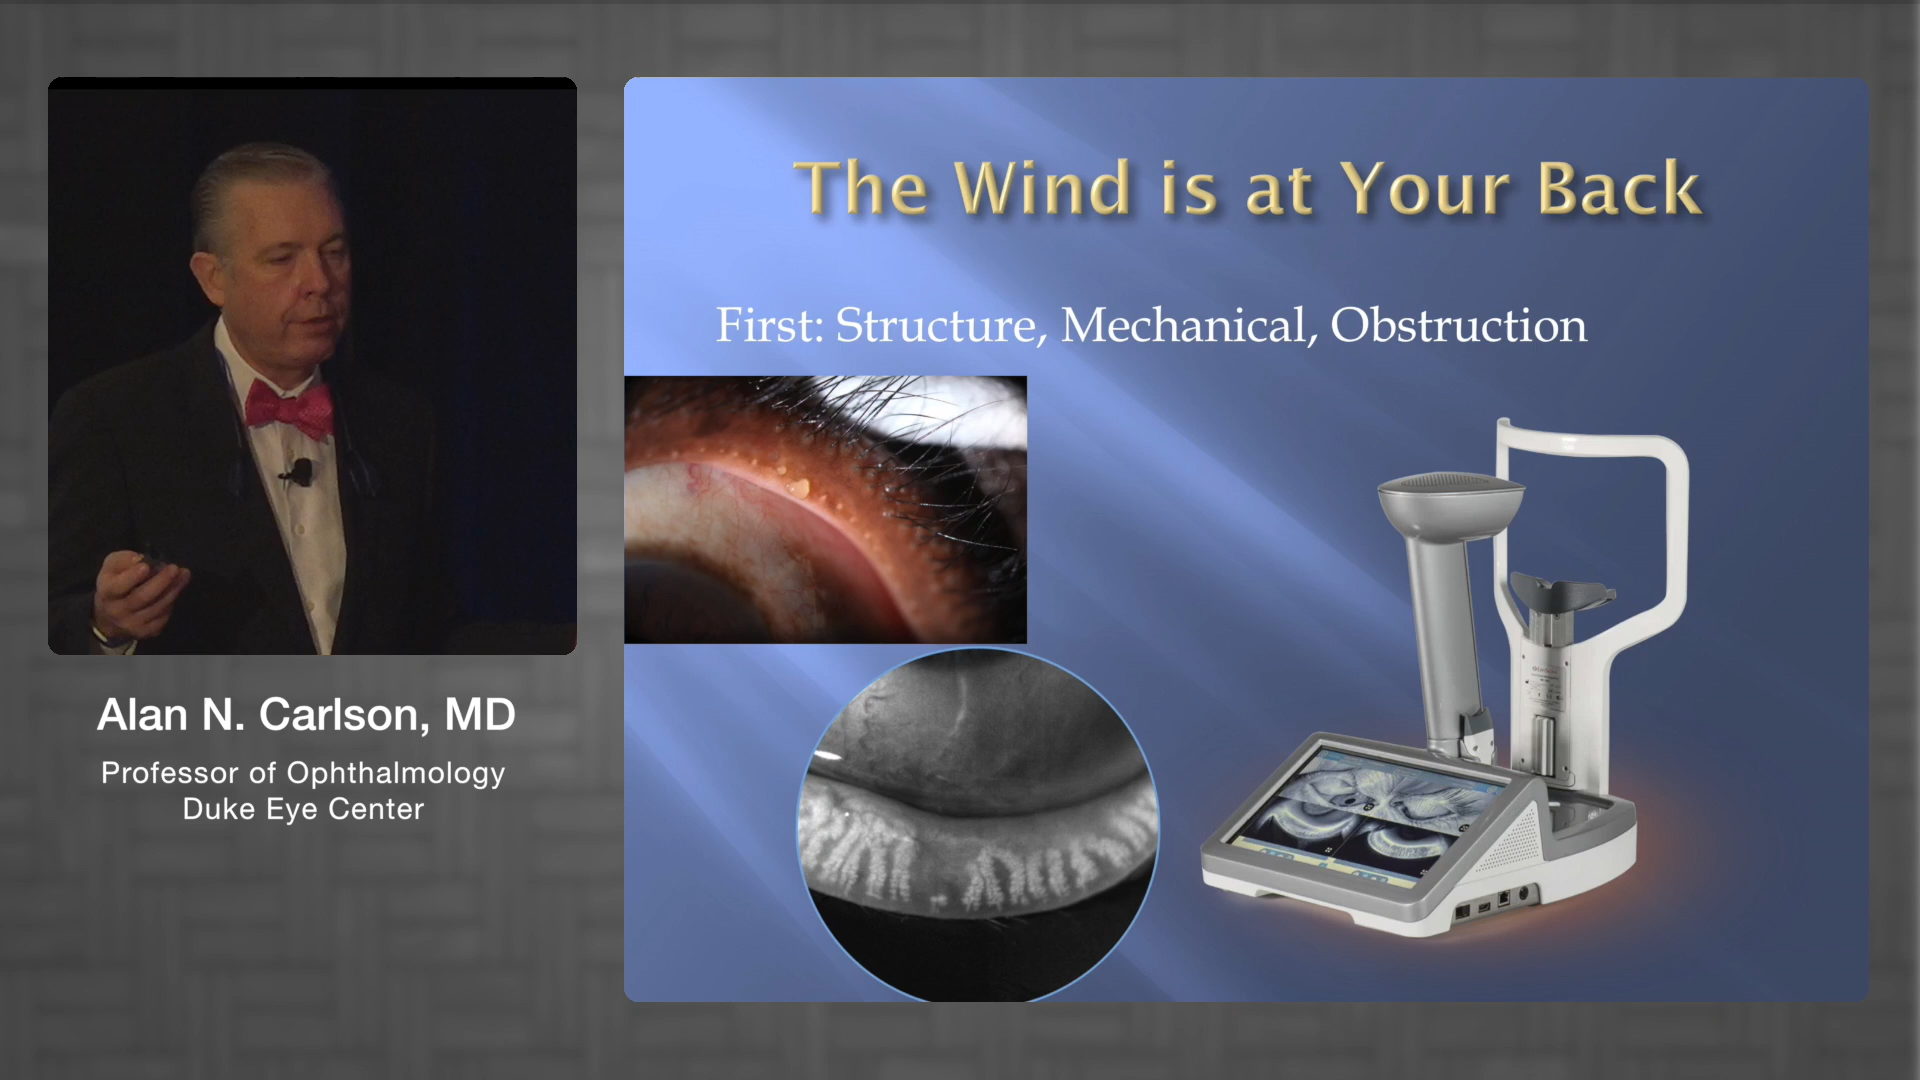 The Wind is at Your Back
First: Structure, Mechanical, Obstruction
Alan N. Carlson, MD
Professor of Ophthalmology
Duke Eye Center